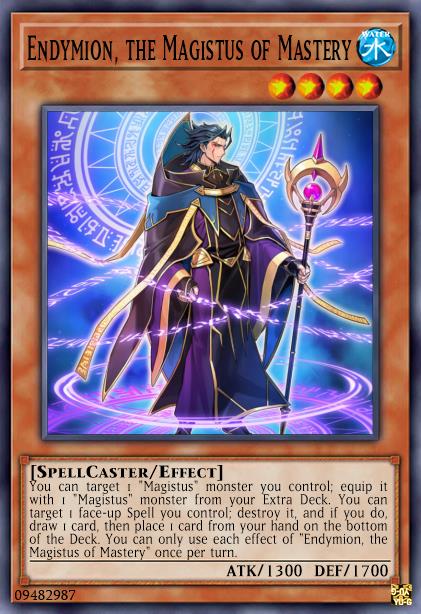 Endymion, the Magistus of Mastery
WATER
水
[SpellCaster/Effect]
You can target 1 "Magistus" monster you control; equip it
with 1 "Magistus" monster from your Extra Deck. You can
target 1 face-up Spell you control; destroy it, and if you do,
draw 1 card, then place 1 card from your hand on the bottom
of the Deck. You can only use each effect of "Endymion, the
Magistus of Mastery" once per turn.
ATK/1300 DEF/1700
09482987